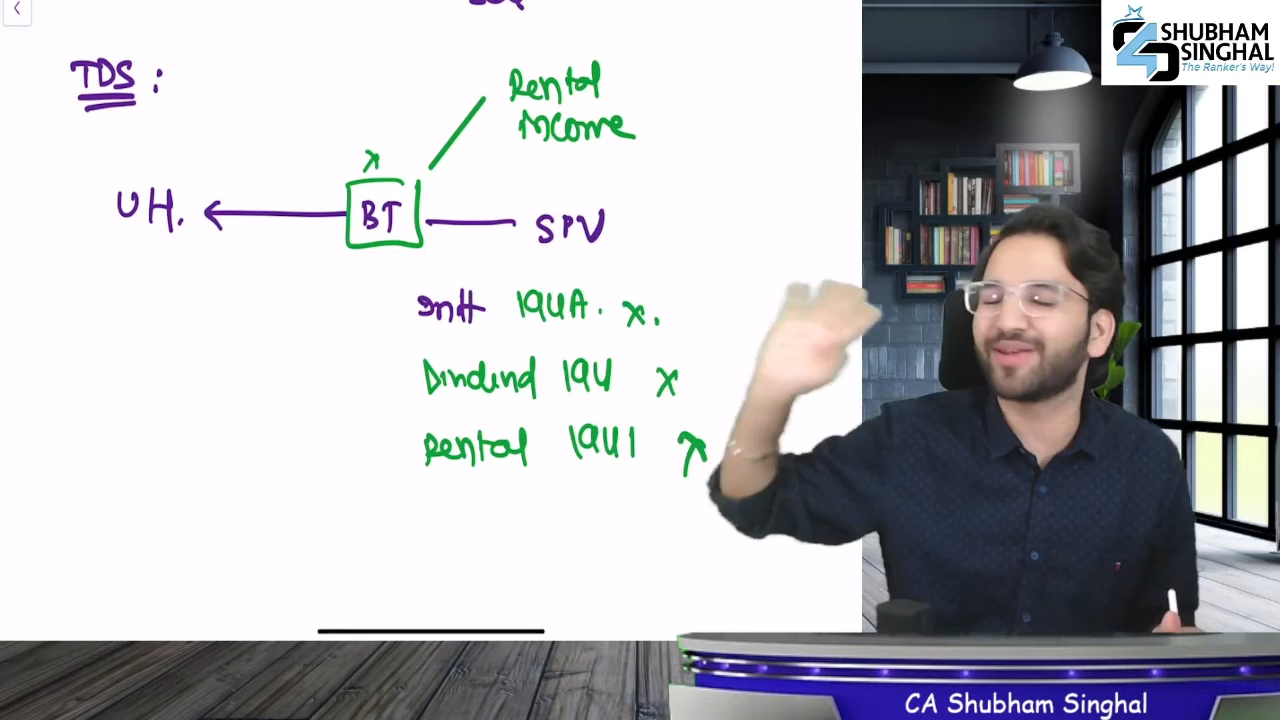 SHUBHAM
SINGHAL
The Ranker's Way!
TDS :
Rental
Income
x
UH.
BT
SPV
Intt 194A. x.
Dividend 194 x
Rental 194I x
CA Shubham Singhal